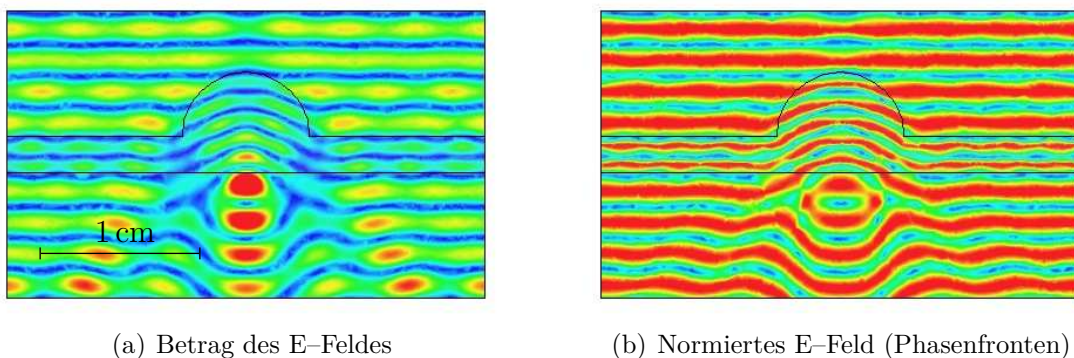 1 cm
(a) Betrag des E–Feldes
(b) Normiertes E–Feld (Phasenfronten)